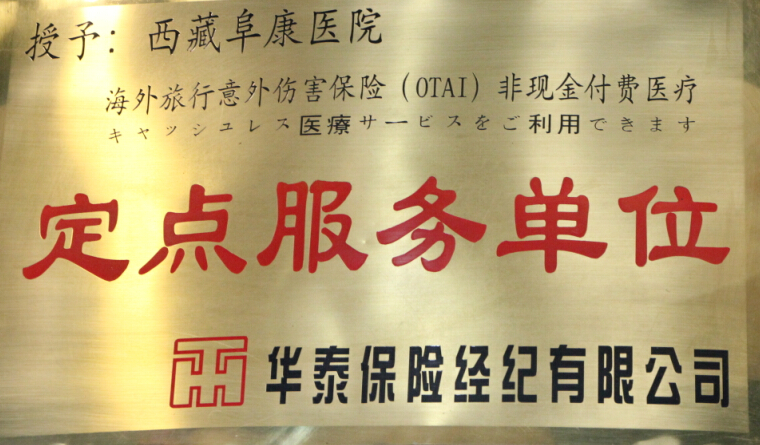 授予：西藏阜康医院
海外旅行意外伤害保险（OTAI）非现金付费医疗
キャッシュレス医療サービスをご利用できます
定点服务单位
华泰保险经纪有限公司